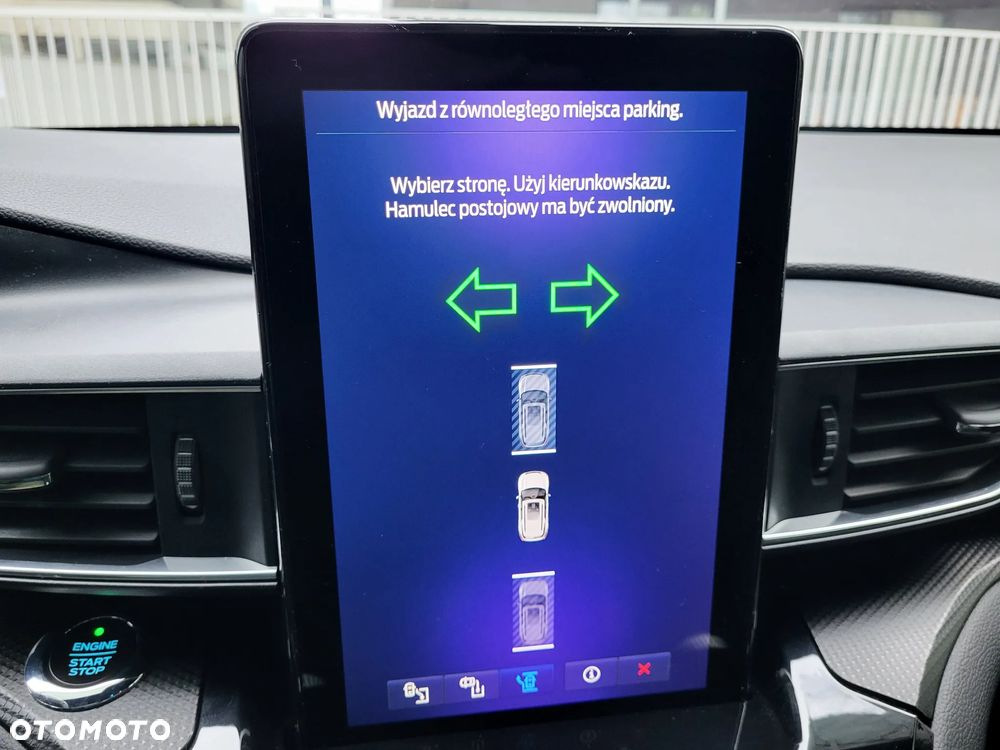 Wyjazd z równoległego miejsca parking.
Wybierz stronę. Użyj kierunkowskazu.
Hamulec postojowy ma być zwolniony.
ENGINE
START
STOP
OTOMOTO